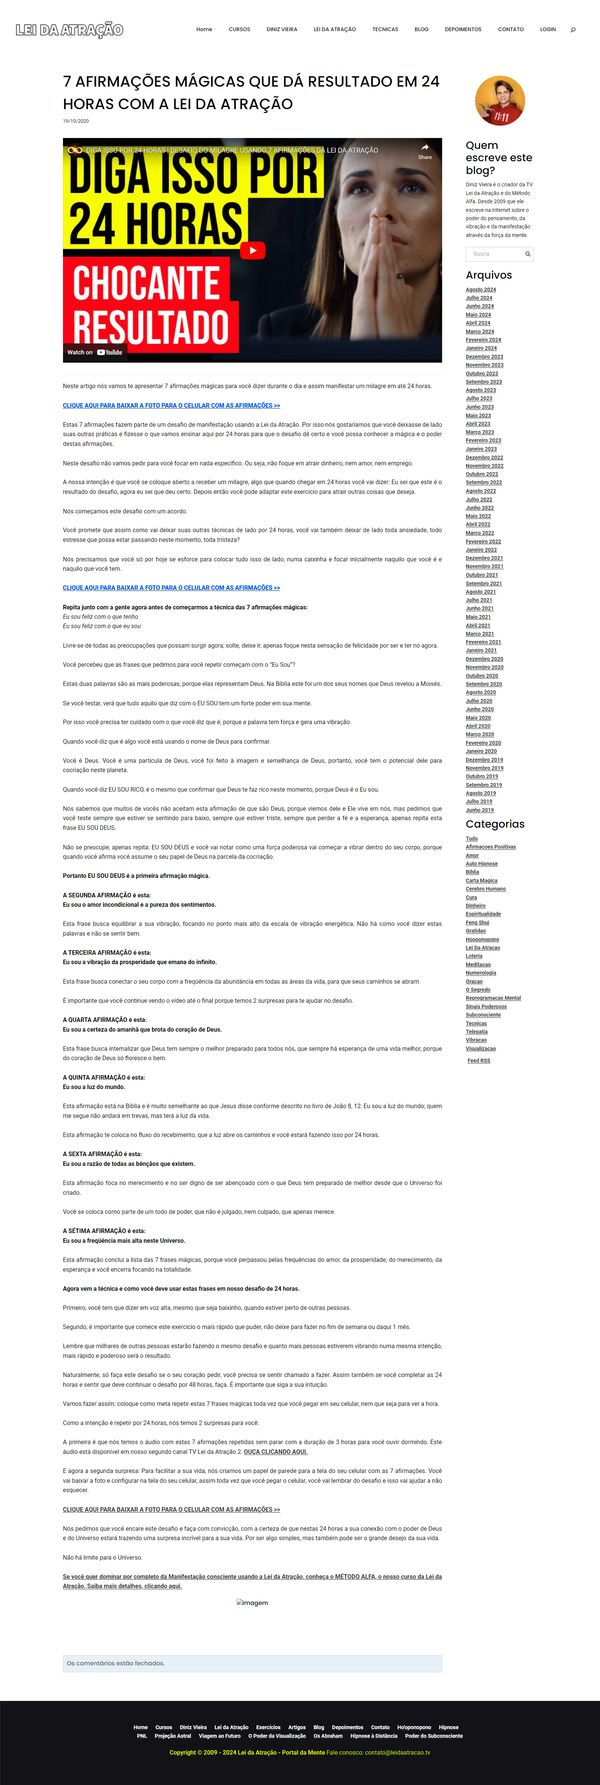 LEI DA ATRAÇÃO
Home CURSOS DINIZ VIEIRA LEI DA ATRAÇÃO TECNICAS BLOG DEPOIMENTOS CONTATO LOGIN
7 AFIRMAÇÕES MÁGICAS QUE DÁ RESULTADO EM 24
HORAS COM A LEI DA ATRAÇÃO
19/10/2020
DIGA ISSO POR 24 HORAS | DESAFIO DO MILAGRE USANDO 7 AFIRMAÇÕES DA LEI DA ATRAÇÃO
Share
DIGA ISSO POR
24 HORAS
CHOCANTE
RESULTADO
Watch on YouTube
Neste artigo nós vamos te apresentar 7 afirmações mágicas para você dizer durante o dia e assim manifestar um milagre em até 24 horas.
CLIQUE AQUI PARA BAIXAR A FOTO PARA O CELULAR COM AS AFIRMAÇÕES >>
Estas 7 afirmações fazem parte de um desafio de manifestação usando a Lei da Atração. Por isso nós gostaríamos que você deixasse de lado
suas outras práticas e fizesse o que vamos ensinar aqui por 24 horas para que o desafio dê certo e você possa conhecer a mágica e o poder
destas afirmações.
Neste desafio não vamos pedir para você focar em nada específico. Ou seja, não foque em atrair dinheiro, nem amor, nem emprego.
A nossa intenção é que você se coloque aberto a receber um milagre, algo que quando chegar em 24 horas você vai dizer: Eu sei que este é o
resultado do desafio, agora eu sei que deu certo. Depois então você pode adaptar este exercício para atrair outras coisas que deseja.
Nós começamos este desafio com um acordo.
Você promete que assim como vai deixar suas outras técnicas de lado por 24 horas, você vai também deixar de lado toda ansiedade, todo
estresse que possa estar passando neste momento, toda tristeza?
Nós precisamos que você só por hoje se esforce para colocar tudo isso de lado, numa caixinha e focar inicialmente naquilo que você é e
naquilo que você tem.
CLIQUE AQUI PARA BAIXAR A FOTO PARA O CELULAR COM AS AFIRMAÇÕES >>
Repita junto com a gente agora antes de começarmos a técnica das 7 afirmações mágicas:
Eu sou feliz com o que tenho
Eu sou feliz com o que eu sou
Livre-se de todas as preocupações que possam surgir agora, solte, deixe ir, apenas foque nesta sensação de felicidade por ser e ter no agora.
Você percebeu que as frases que pedimos para você repetir começam com o “Eu Sou”?
Estas duas palavras são as mais poderosas, porque elas representam Deus. Na Bíblia este foi um dos seus nomes que Deus revelou a Moisés.
Se você testar, verá que tudo aquilo que diz com o EU SOU tem um forte poder em sua mente.
Por isso você precisa ter cuidado com o que você diz que é, porque a palavra tem força e gera uma vibração.
Quando você diz que é algo você está usando o nome de Deus para confirmar.
Você é Deus. Você é uma partícula de Deus, você foi feito à imagem e semelhança de Deus, portanto, você tem o potencial dele para
cocriação neste planeta.
Quando você diz EU SOU RICO, é o mesmo que confirmar que Deus te faz rico neste momento, porque Deus é o Eu sou.
Nós sabemos que muitos de vocês não aceitam esta afirmação de que são Deus, porque viemos dele e Ele vive em nós, mas pedimos que
você teste sempre que estiver se sentindo para baixo, sempre que estiver triste, sempre que perder a fé e a esperança, apenas repita esta
frase EU SOU DEUS.
Não se preocupe, apenas repita: EU SOU DEUS e você vai notar como uma força poderosa vai começar a vibrar dentro do seu corpo, porque
quando você afirma você assume o seu papel de Deus na parcela da cocriação.
Portanto EU SOU DEUS é a primeira afirmação mágica.
A SEGUNDA AFIRMAÇÃO é esta:
Eu sou o amor incondicional e a pureza dos sentimentos.
Esta frase busca equilibrar a sua vibração, focando no ponto mais alto da escala de vibração energética. Não há como você dizer estas
palavras e não se sentir bem.
A TERCEIRA AFIRMAÇÃO é esta:
Eu sou a vibração da prosperidade que emana do infinito.
Esta frase busca conectar o seu corpo com a freqüência da abundância em todas as áreas da vida, para que seus caminhos se abram.
É importante que você continue vendo o vídeo até o final porque temos 2 surpresas para te ajudar no desafio.
A QUARTA AFIRMAÇÃO é esta:
Eu sou a certeza do amanhã que brota do coração de Deus.
Esta frase busca internalizar que Deus tem sempre o melhor preparado para todos nós, que sempre há esperança de uma vida melhor, porque
do coração de Deus só floresce o bem.
A QUINTA AFIRMAÇÃO é esta:
Eu sou a luz do mundo.
Esta afirmação está na Bíblia e é muito semelhante ao que Jesus disse conforme descrito no livro de João 8, 12: Eu sou a luz do mundo; quem
me segue não andará em trevas, mas terá a luz da vida.
Esta afirmação te coloca no fluxo do recebimento, que a luz abre os caminhos e você estará fazendo isso por 24 horas.
A SEXTA AFIRMAÇÃO é esta:
Eu sou a razão de todas as bênçãos que existem.
Esta afirmação foca no merecimento e no ser digno de ser abençoado com o que Deus tem preparado de melhor desde que o Universo foi
criado.
Você se coloca como parte de um todo de poder, que não é julgado, nem culpado, que apenas merece.
A SÉTIMA AFIRMAÇÃO é esta:
Eu sou a freqüência mais alta neste Universo.
Esta afirmação conclui a lista das 7 frases mágicas, porque você perpassou pelas frequências do amor, da prosperidade, do merecimento, da
esperança e você encerra focando na totalidade.
Agora vem a técnica e como você deve usar estas frases em nosso desafio de 24 horas.
Primeiro, você tem que dizer em voz alta, mesmo que seja baixinho, quando estiver perto de outras pessoas.
Segundo, é importante que comece este exercício o mais rápido que puder, não deixe para fazer no fim de semana ou daqui 1 mês.
Lembre que milhares de outras pessoas estarão fazendo o mesmo desafio e quanto mais pessoas estiverem vibrando numa mesma intenção,
mais rápido e poderoso será o resultado.
Naturalmente, só faça este desafio se o seu coração pedir, você precisa se sentir chamado a fazer. Assim também se você completar as 24
horas e sentir que deve continuar o desafio por 48 horas, faça. É importante que siga a sua intuição.
Vamos fazer assim: coloque como meta repetir estas 7 frases mágicas toda vez que você pegar em seu celular, nem que seja para ver a hora.
Como a intenção é repetir por 24 horas, nós temos 2 surpresas para você:
A primeira é que nós temos o áudio com estas 7 afirmações repetidas sem parar com a duração de 3 horas para você ouvir dormindo. Este
áudio está disponível em nosso segundo canal TV Lei da Atração 2. OUÇA CLICANDO AQUI.
E agora a segunda surpresa: Para facilitar a sua vida, nós criamos um papel de parede para a tela do seu celular com as 7 afirmações. Você
vai baixar a foto e configurar na tela do seu celular, assim toda vez que você pegar o celular, você vai lembrar do desafio e isso vai ajudar a não
esquecer.
CLIQUE AQUI PARA BAIXAR A FOTO PARA O CELULAR COM AS AFIRMAÇÕES >>
Nós pedimos que você encare este desafio e faça com convicção, com a certeza de que nestas 24 horas a sua conexão com o poder de Deus
e do Universo estará trazendo uma surpresa incrível para a sua vida. Por ser algo simples, mas também pode ser o grande desejo da sua vida.
Não há limite para o Universo.
Se você quer dominar por completo da Manifestação consciente usando a Lei da Atração, conheça o MÉTODO ALFA, o nosso curso da Lei da
Atração. Saiba mais detalhes, clicando aqui.
Imagem
Os comentários estão fechados.
11:11
Quem
escreve este
blog?
Diniz Vieira é o criador da TV
Lei da Atração e do Método
Alfa. Desde 2009 que ele
escreve na Internet sobre o
poder do pensamento, da
vibração e da manifestação
através da força da mente.
Busca
Arquivos
Agosto 2024
Julho 2024
Junho 2024
Maio 2024
Abril 2024
Março 2024
Fevereiro 2024
Janeiro 2024
Dezembro 2023
Novembro 2023
Outubro 2023
Setembro 2023
Agosto 2023
Julho 2023
Junho 2023
Maio 2023
Abril 2023
Março 2023
Fevereiro 2023
Janeiro 2023
Dezembro 2022
Novembro 2022
Outubro 2022
Setembro 2022
Agosto 2022
Julho 2022
Junho 2022
Maio 2022
Abril 2022
Março 2022
Fevereiro 2022
Janeiro 2022
Dezembro 2021
Novembro 2021
Outubro 2021
Setembro 2021
Agosto 2021
Julho 2021
Junho 2021
Maio 2021
Abril 2021
Março 2021
Fevereiro 2021
Janeiro 2021
Dezembro 2020
Novembro 2020
Outubro 2020
Setembro 2020
Agosto 2020
Julho 2020
Junho 2020
Maio 2020
Abril 2020
Março 2020
Fevereiro 2020
Janeiro 2020
Dezembro 2019
Novembro 2019
Outubro 2019
Setembro 2019
Agosto 2019
Julho 2019
Junho 2019
Categorias
Tudo
Afirmacoes Positivas
Amor
Auto Hipnose
Biblia
Carta Magica
Cerebro Humano
Cura
Dinheiro
Espiritualidade
Feng Shui
Gratidao
Hooponopono
Lei Da Atracao
Loteria
Meditacao
Numerologia
Oracao
O Segredo
Reprogramacao Mental
Sinais Poderosos
Subconsciente
Tecnicas
Telepatia
Vibracao
Visualizacao
Feed RSS
Home Cursos Diniz Vieira Lei da Atração Exercícios Artigos Blog Depoimentos Contato Ho'oponopono Hipnose
PNL Projeção Astral Viagem ao Futuro O Poder da Visualização Os Abraham Hipnose à Distância Poder do Subconsciente
Copyright © 2009 - 2024 Lei da Atração - Portal da Mente Fale conosco: contato@leidaatracao.tv